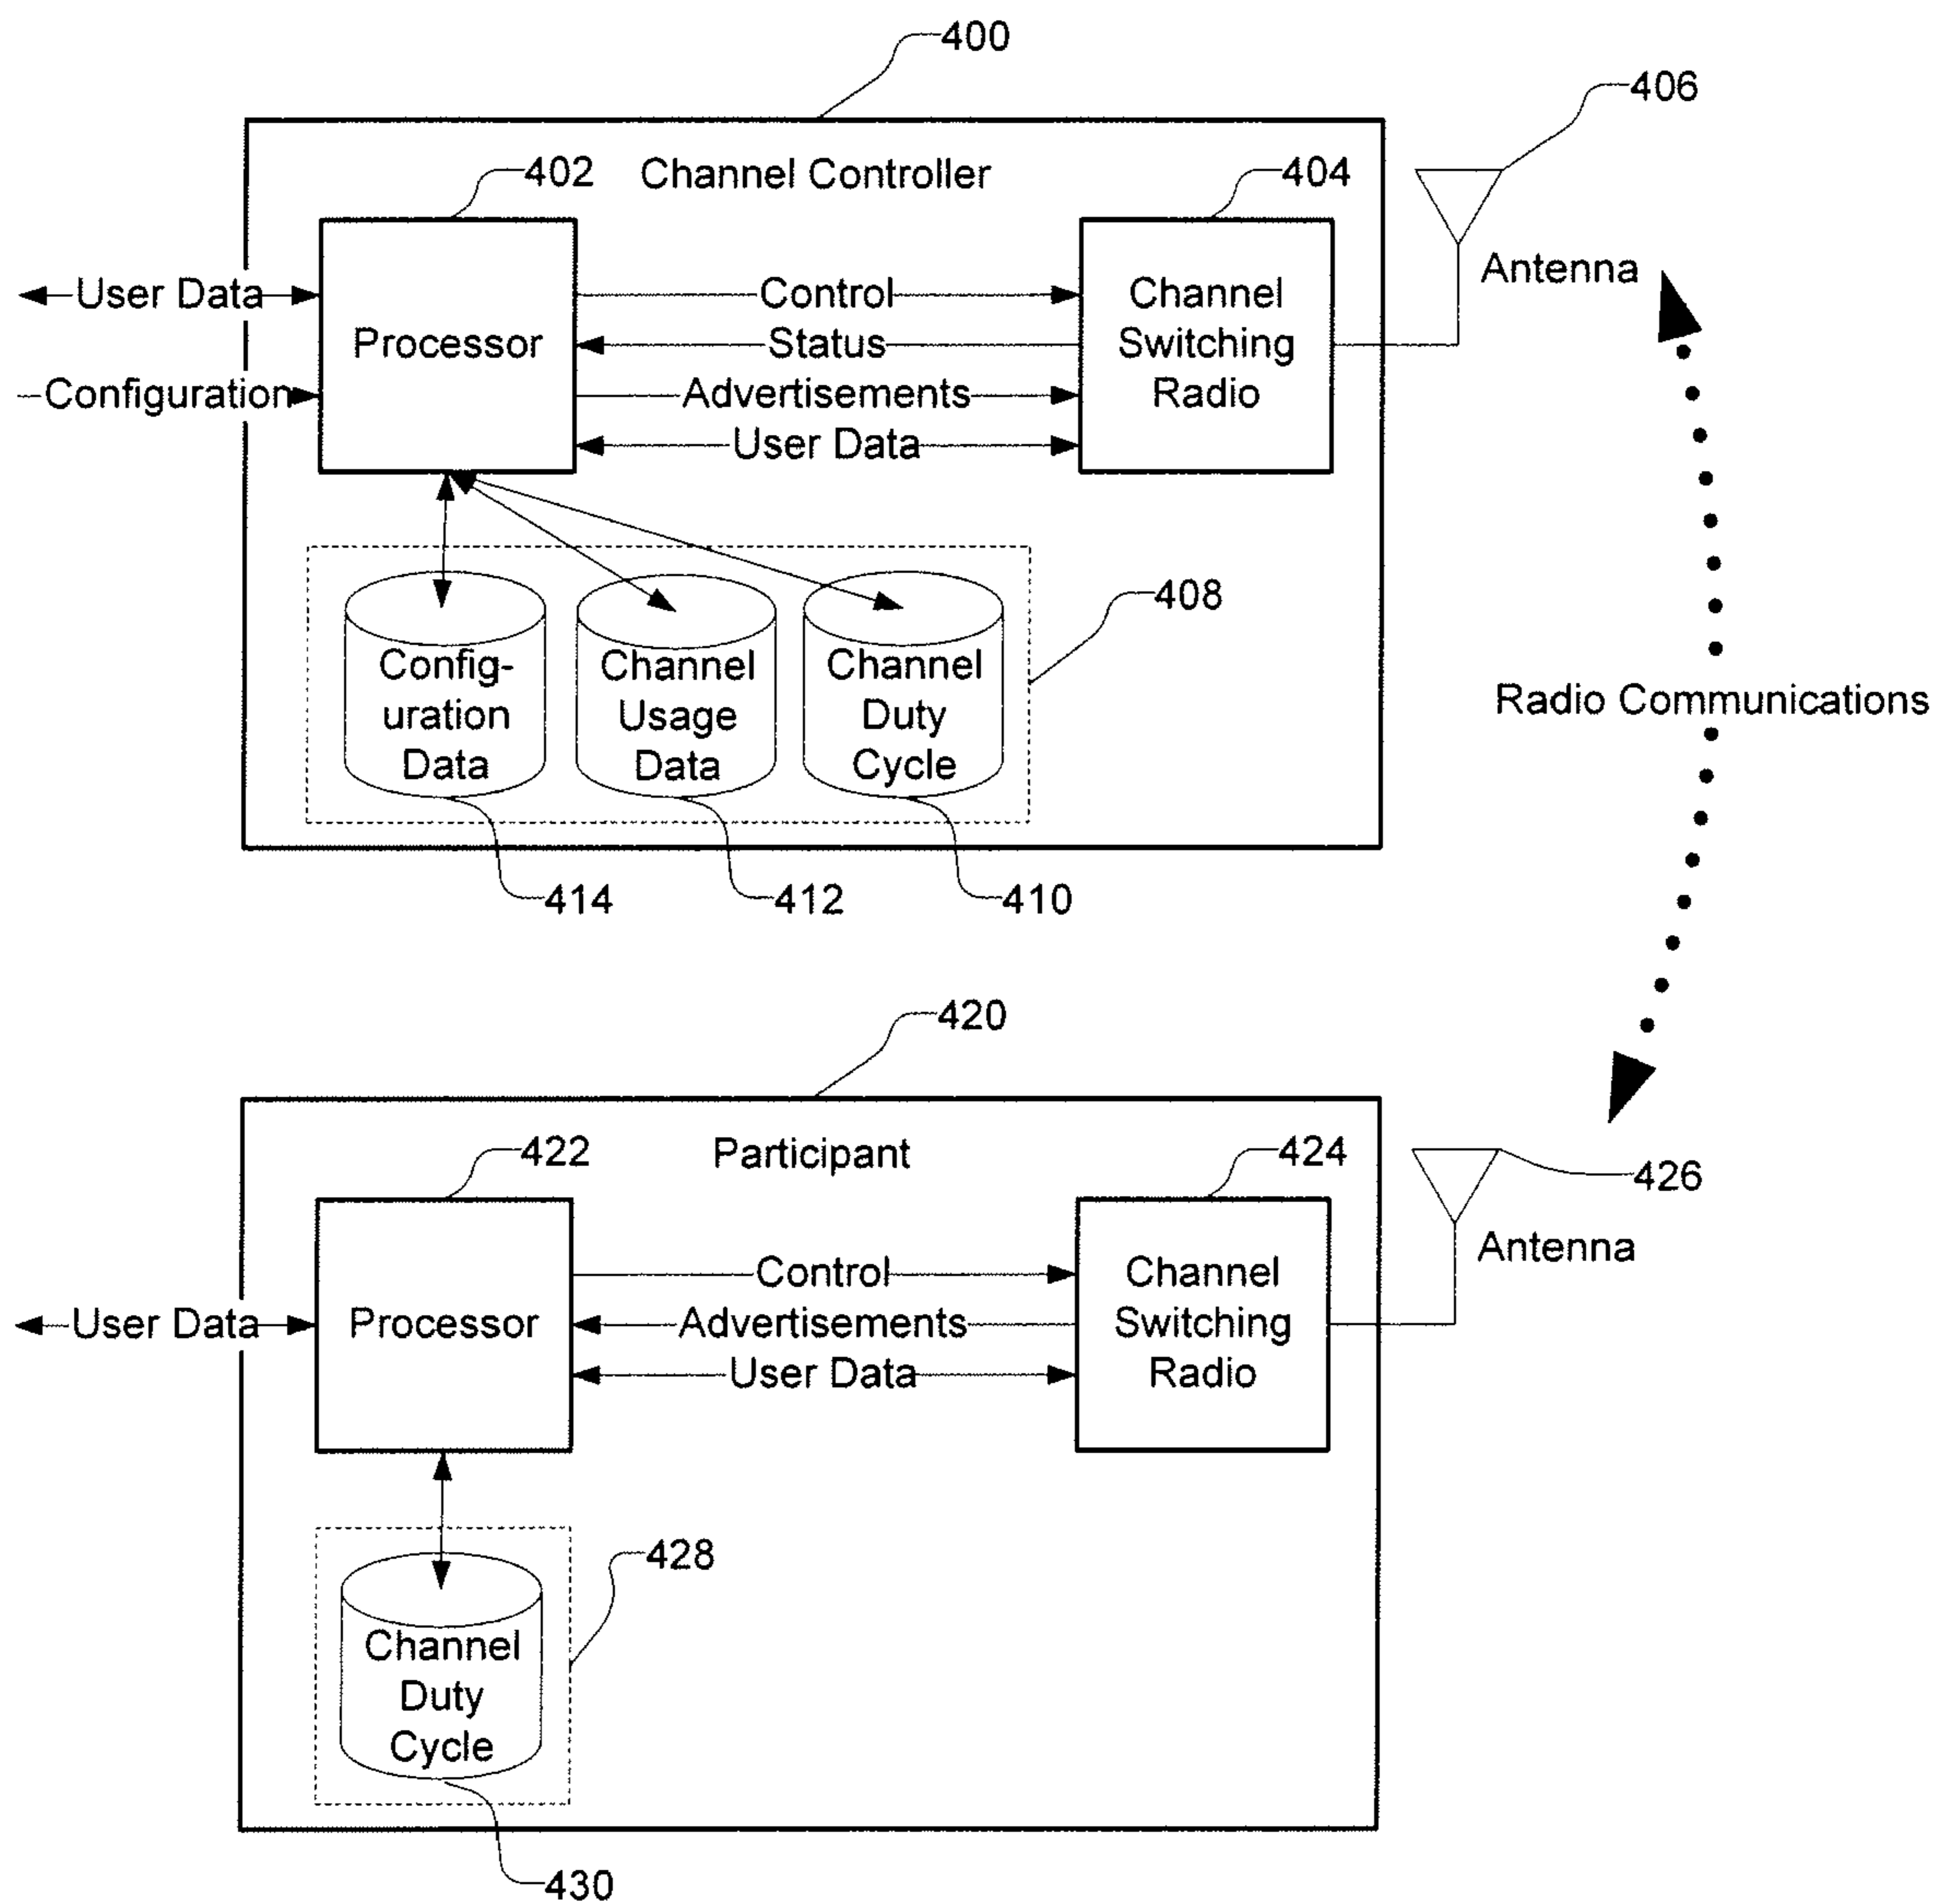 400
406
402
Channel Controller
404
User Data
Control
Channel
Switching
Radio
Antenna
Processor
Status
Configuration
Advertisements
User Data
408
Config-
uration
Data
Channel
Usage
Data
Channel
Duty
Cycle
Radio Communications
414
412
410
420
422
Participant
424
426
Antenna
Control
Channel
Switching
Radio
User Data
Processor
Advertisements
User Data
428
Channel
Duty
Cycle
430